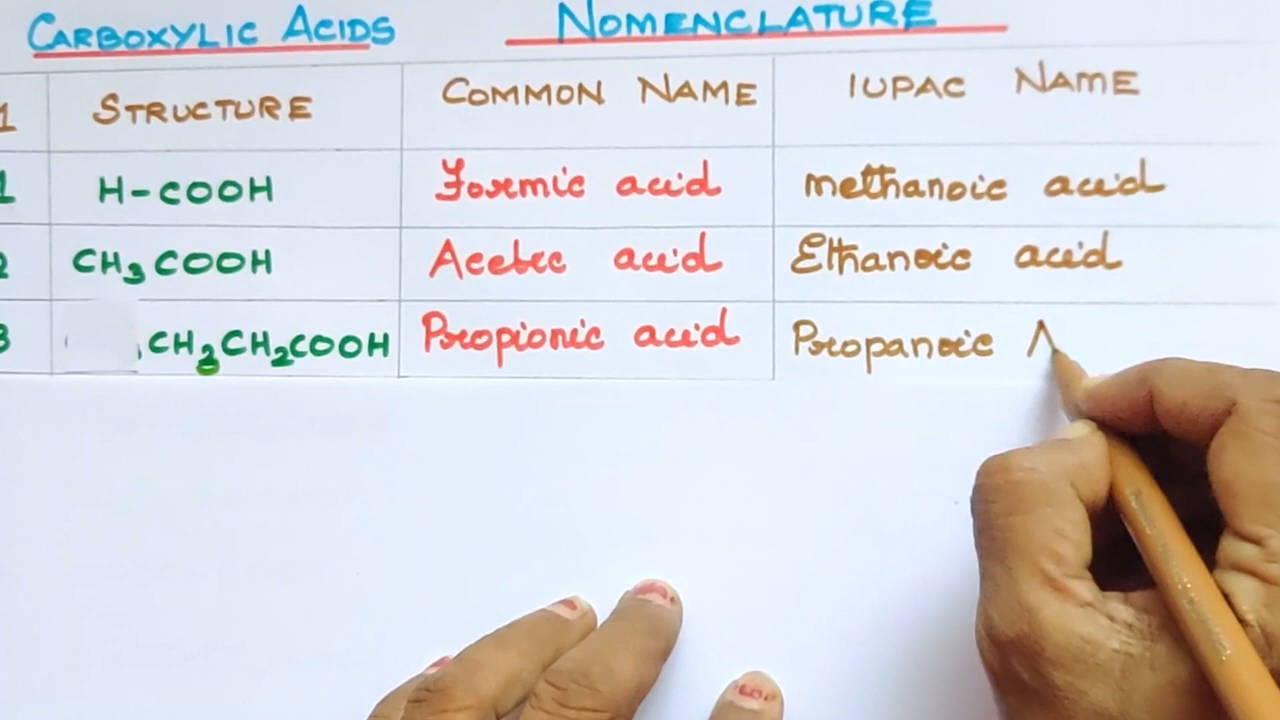 CARBOXYLIC ACIDS NOMENCLATURE
1 STRUCTURE COMMON NAME IUPAC NAME
1 H-COOH Formic acid methanoic acid
2 CH₃COOH Acetic acid Ethanoic acid
3 CH₂CH₂COOH Propionic acid Propanoic